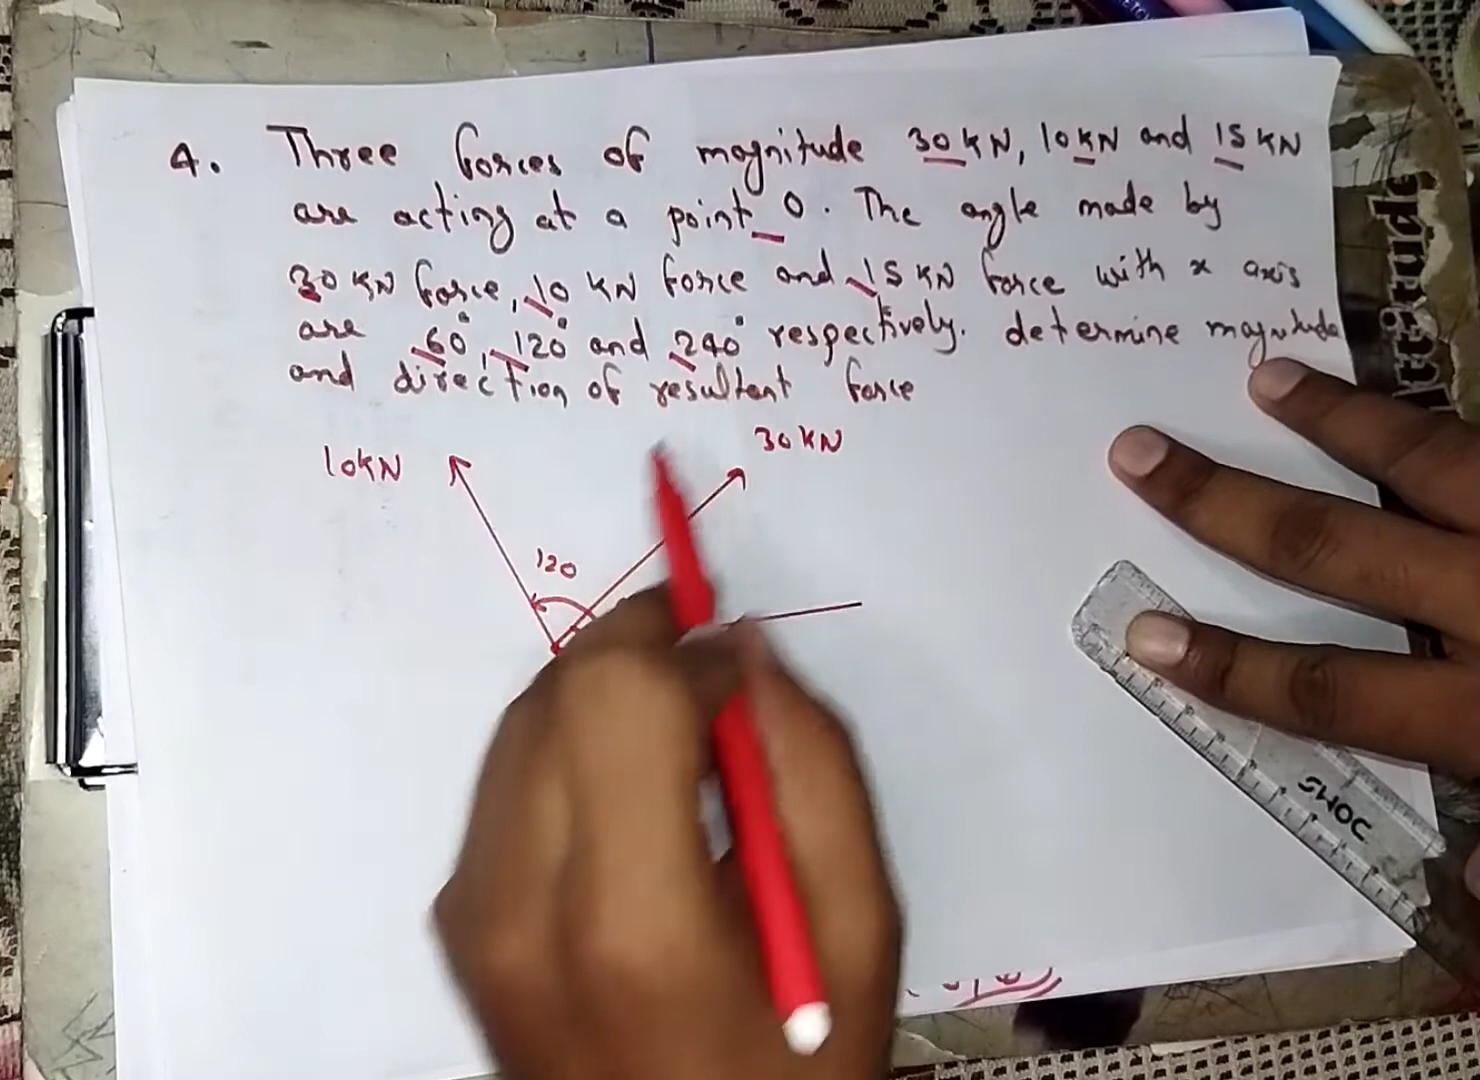 4. Three forces of magnitude 30 KN, 10 KN and 15 KN
are acting at a point O. The angle made by
30 KN force, 10 KN force and 15 KN force with x axis
are 60°, 120° and 240° respectively. determine magnitude
and direction of resultant force
10KN
30 KN
120
DOMS
Attitude